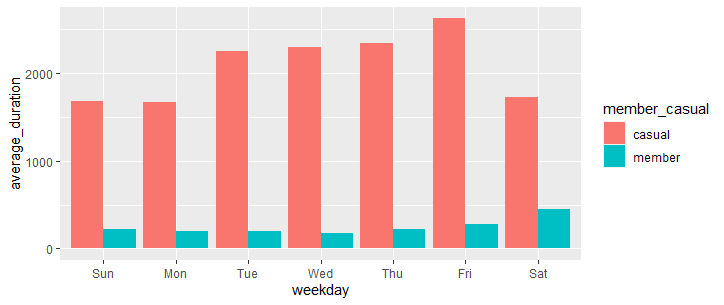 average_duration
2000
1000
0
Sun Mon Tue Wed Thu Fri Sat
weekday
member_casual
casual
member